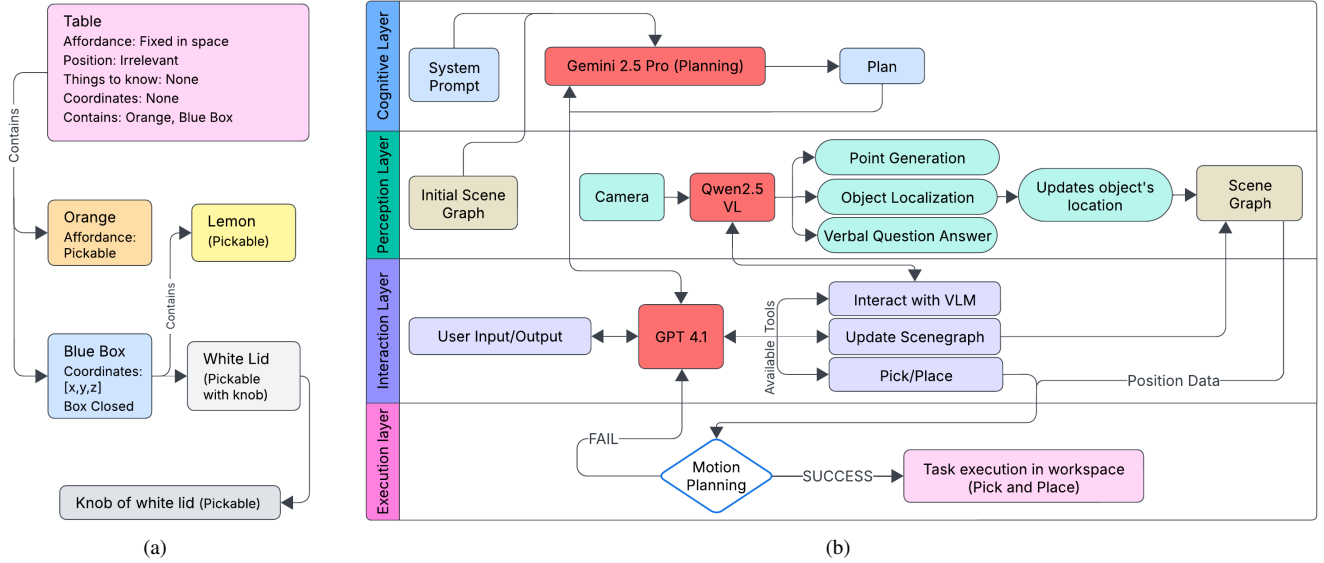 Table
Affordance: Fixed in space
Position: Irrelevant
Things to know: None
Coordinates: None
Contains: Orange, Blue Box
Contains
Orange
Affordance:
Pickable
Lemon
(Pickable)
Contains
Blue Box
Coordinates:
[x,y,z]
Box Closed
White Lid
(Pickable
with knob)
Knob of white lid (Pickable)
(a)
Cognitive Layer
System
Prompt
Gemini 2.5 Pro (Planning)
Plan
Perception Layer
Initial Scene
Graph
Camera
Qwen2.5
VL
Point Generation
Object Localization
Verbal Question Answer
Updates object's
location
Scene
Graph
Interaction Layer
User Input/Output
GPT 4.1
Available Tools
Interact with VLM
Update Scenegraph
Pick/Place
Position Data
Execution layer
FAIL
Motion
Planning
SUCCESS
Task execution in workspace
(Pick and Place)
(b)